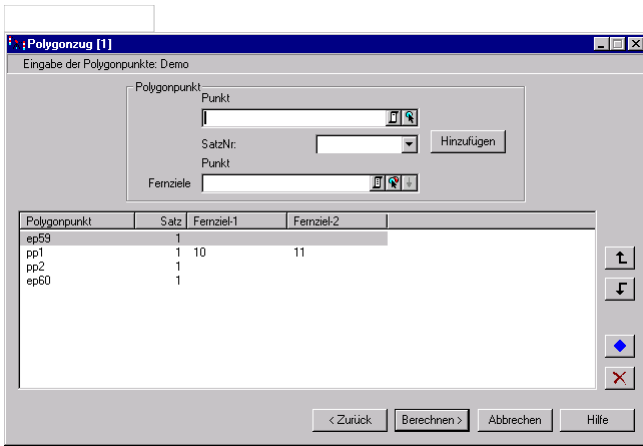 Polygonzug [1]
Eingabe der Polygonpunkte: Demo
Polygonpunkt
Punkt
SatzNr:
Hinzufügen
Punkt
Fernziele
Polygonpunkt Satz Fernziel-1 Fernziel-2
ep59 1
pp1 1 10 11
pp2 1
ep60 1
< Zurück Berechnen > Abbrechen Hilfe